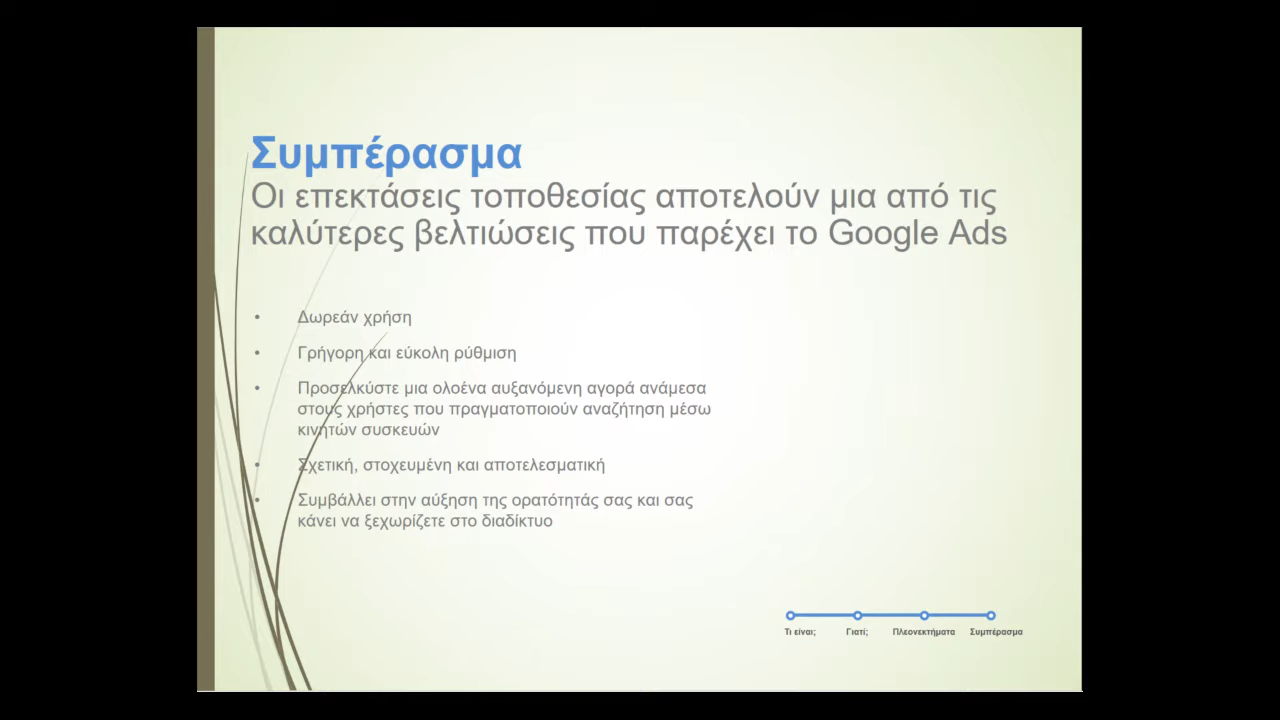 Συμπέρασμα
Οι επεκτάσεις τοποθεσίας αποτελούν μια από τις
καλύτερες βελτιώσεις που παρέχει το Google Ads
• Δωρεάν χρήση
• Γρήγορη και εύκολη ρύθμιση
• Προσελκύστε μια ολοένα αυξανόμενη αγορά ανάμεσα
στους χρήστες που πραγματοποιούν αναζήτηση μέσω
κινητών συσκευών
• Σχετική, στοχευμένη και αποτελεσματική
• Συμβάλλει στην αύξηση της ορατότητάς σας και σας
κάνει να ξεχωρίζετε στο διαδίκτυο
Τι είναι; Γιατί; Πλεονεκτήματα Συμπέρασμα